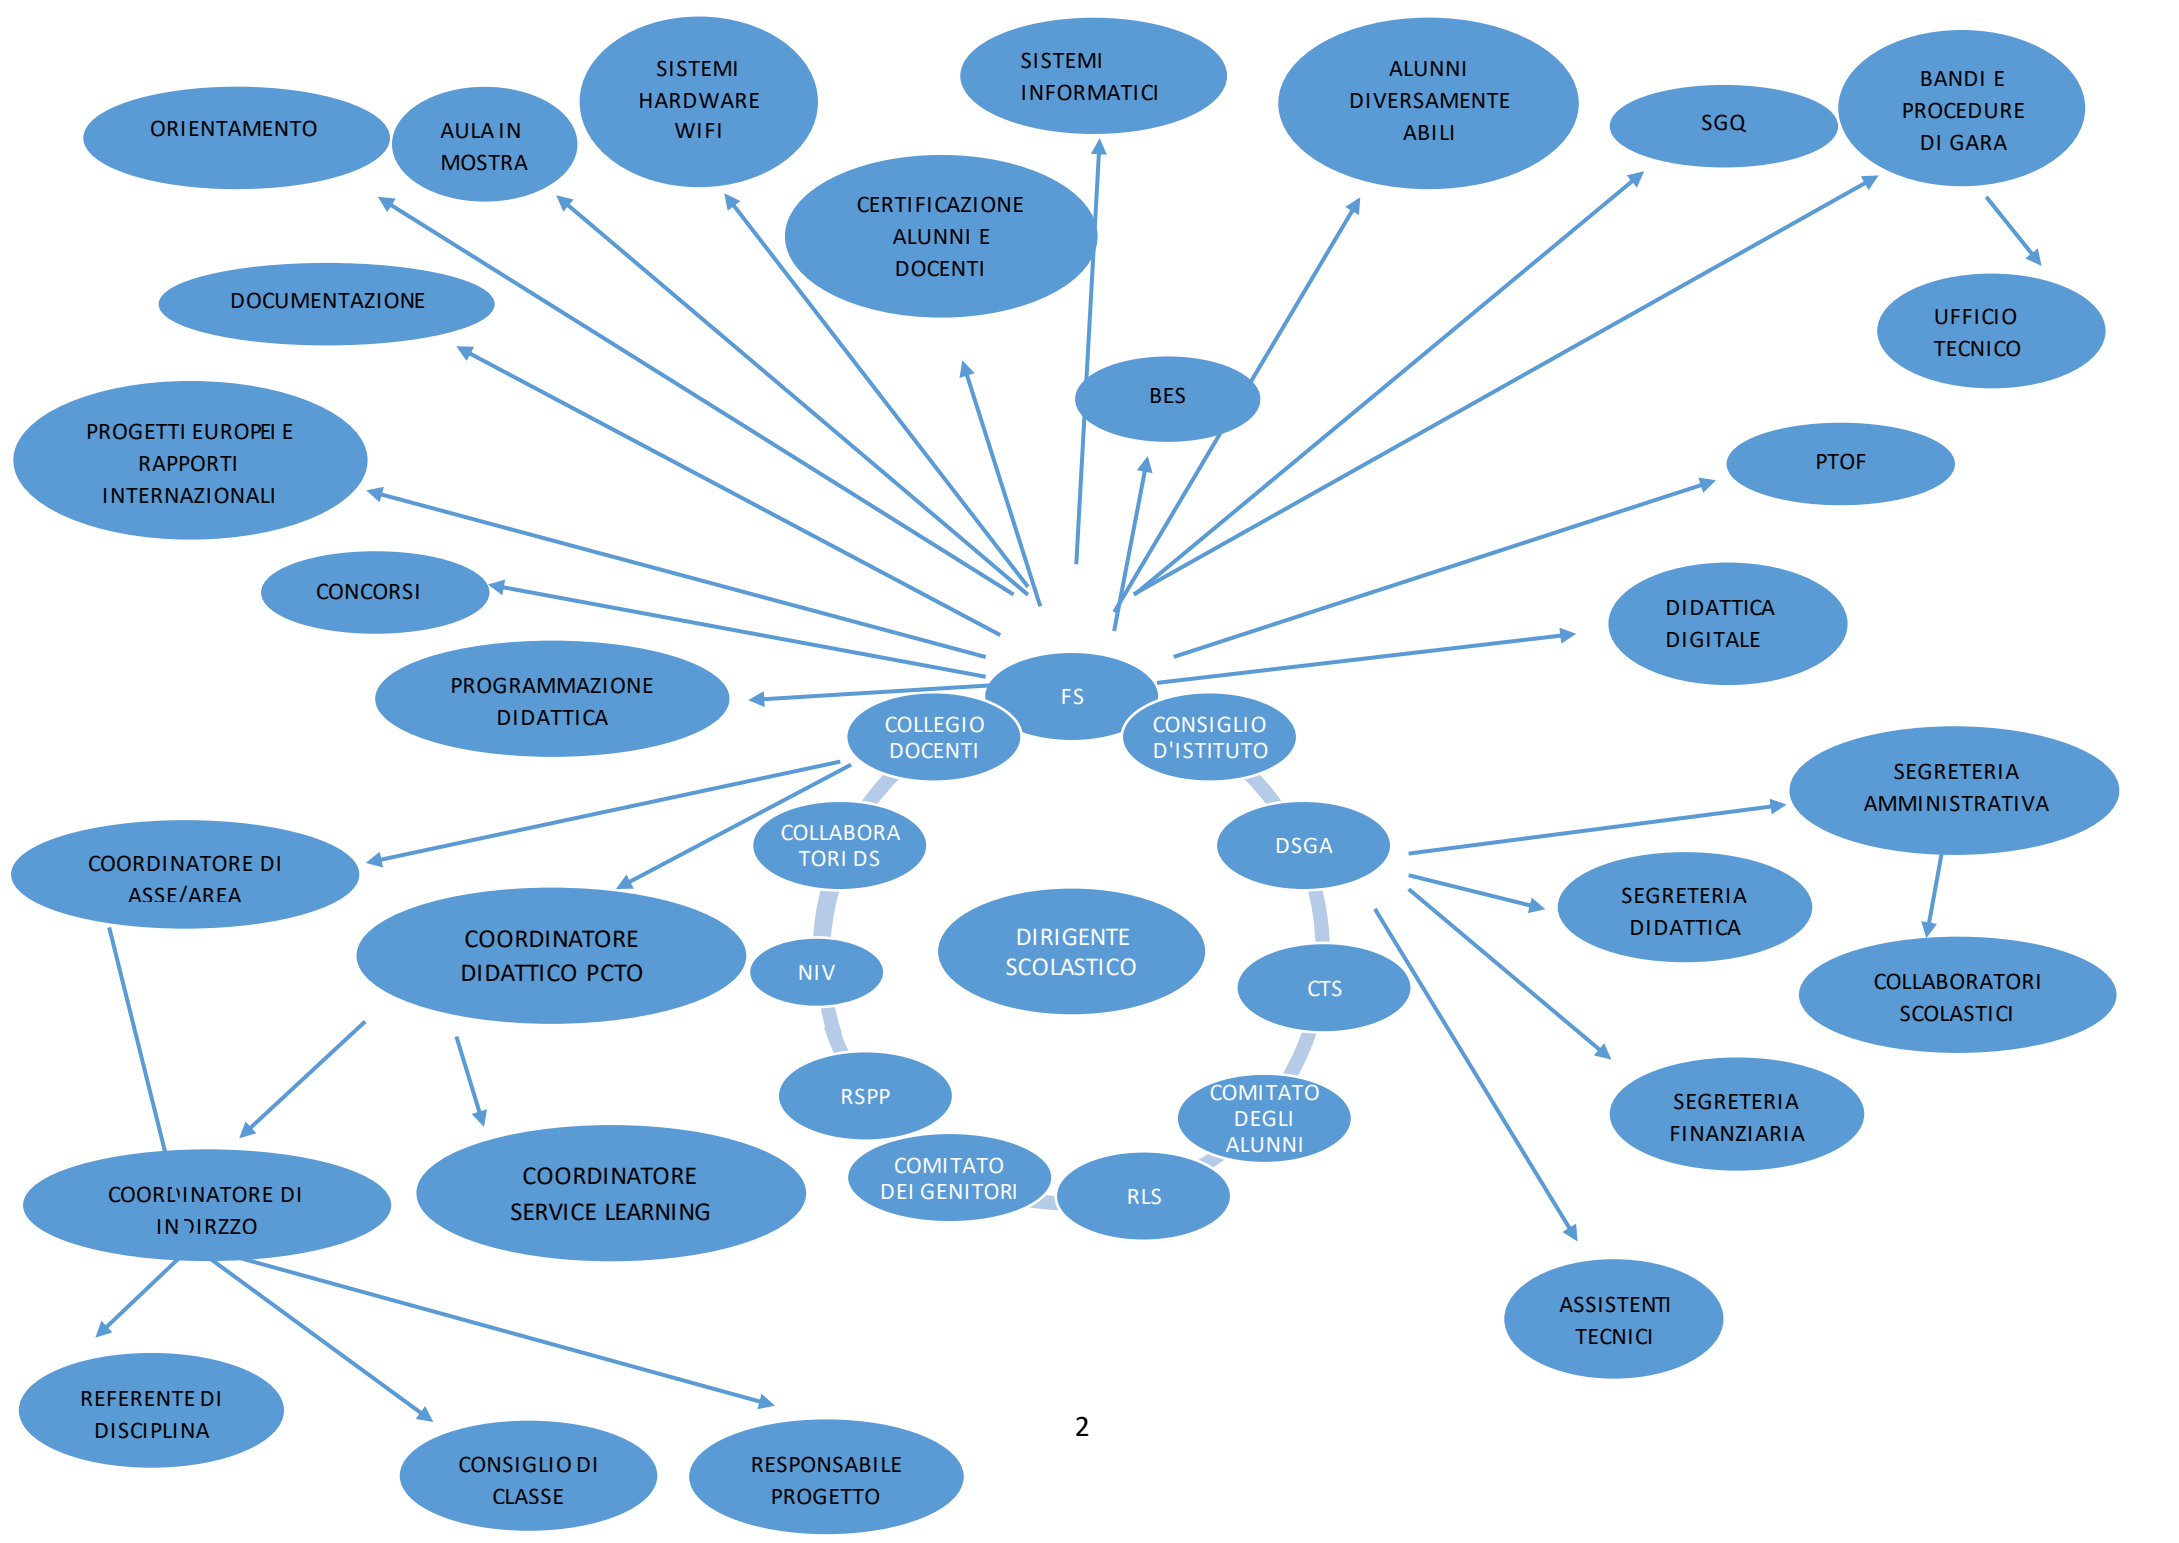 SISTEMI
HARDWARE
WIFI
SISTEMI
INFORMATICI
ALUNNI
DIVERSAMENTE
ABILI
BANDI E
PROCEDURE
DI GARA
ORIENTAMENTO
AULA IN
MOSTRA
SGQ
CERTIFICAZIONE
ALUNNI E
DOCENTI
DOCUMENTAZIONE
UFFICIO
TECNICO
BES
PROGETTI EUROPEI E
RAPPORTI
INTERNAZIONALI
PTOF
CONCORSI
DIDATTICA
DIGITALE
PROGRAMMAZIONE
DIDATTICA
FS
COLLEGIO
DOCENTI
CONSIGLIO
D'ISTITUTO
SEGRETERIA
AMMINISTRATIVA
COLLABORA
TORI DS
DSGA
COORDINATORE DI
ASSE/AREA
SEGRETERIA
DIDATTICA
COORDINATORE
DIDATTICO PCTO
NIV
DIRIGENTE
SCOLASTICO
CTS
COLLABORATORI
SCOLASTICI
RSPP
COMITATO
DEGLI
ALUNNI
SEGRETERIA
FINANZIARIA
COORDINATORE DI
INDIRZZO
COORDINATORE
SERVICE LEARNING
COMITATO
DEI GENITORI
RLS
ASSISTENTI
TECNICI
REFERENTE DI
DISCIPLINA
CONSIGLIO DI
CLASSE
RESPONSABILE
PROGETTO
2